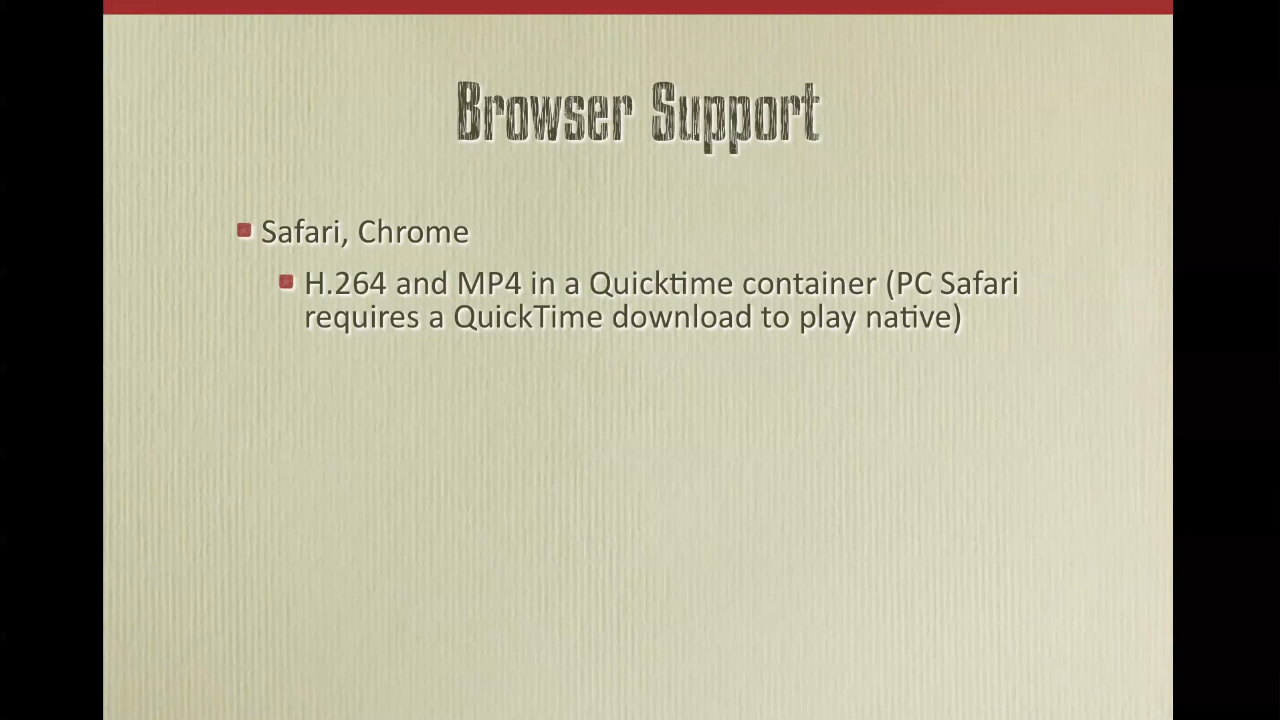 Browser Support
Safari, Chrome
H.264 and MP4 in a Quicktime container (PC Safari
requires a QuickTime download to play native)